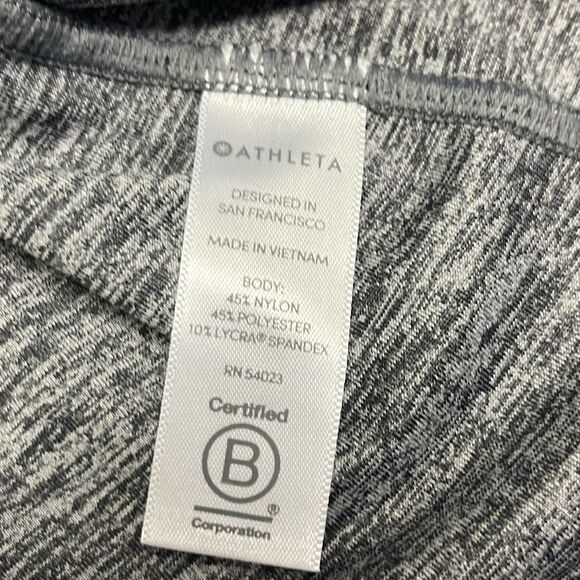 ATHLETA
DESIGNED IN
SAN FRANCISCO
MADE IN VIETNAM
BODY:
45% NYLON
45% POLYESTER
10% LYCRA® SPANDEX
RN 54023
Certified
B
®
Corporation